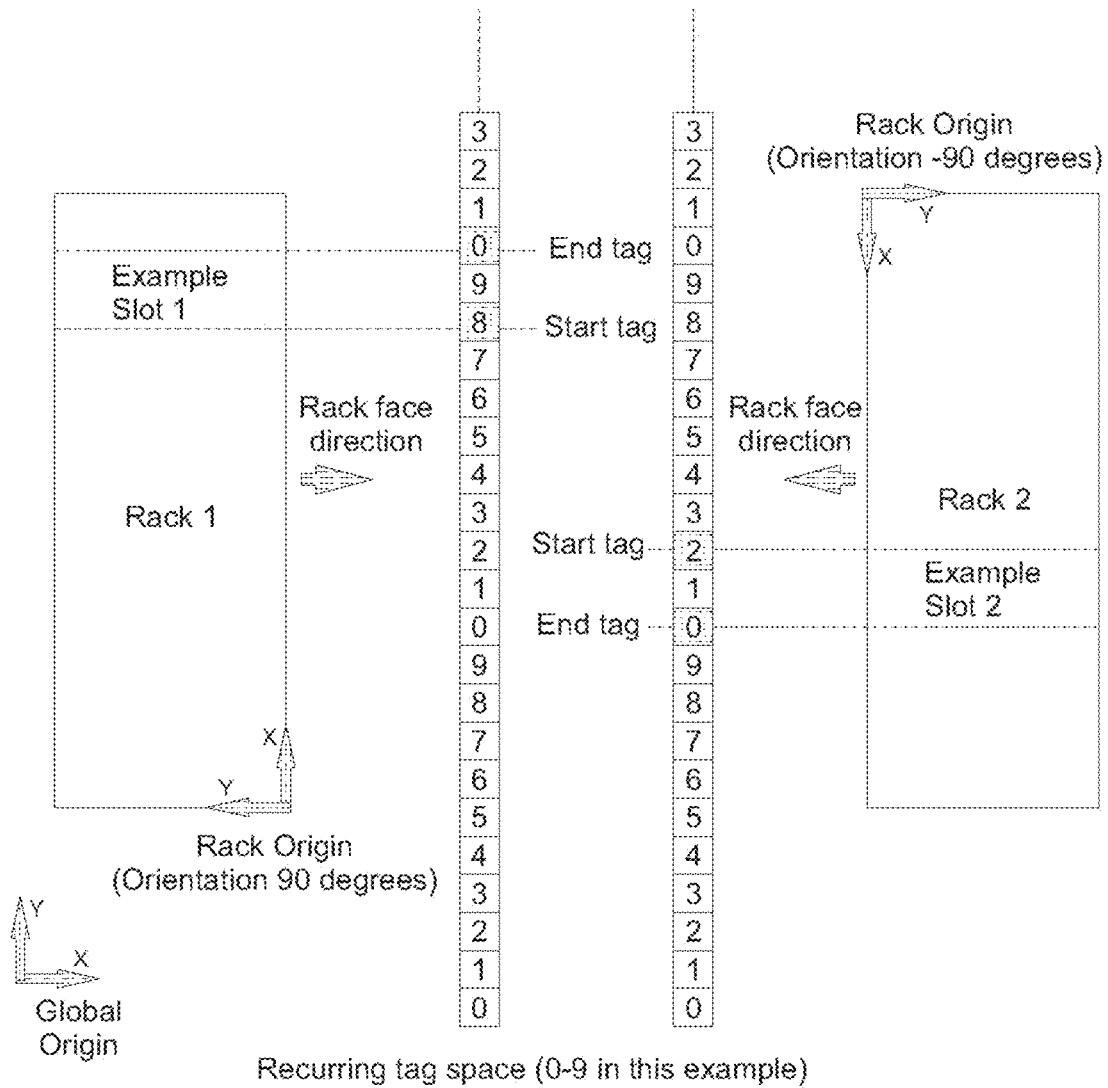 3
2
1
0
9
8
7
6
5
4
3
2
1
0
9
8
7
6
5
4
3
2
1
0
3
2
1
0
9
8
7
6
5
4
3
2
1
0
9
8
7
6
5
4
3
2
1
0
Rack Origin
(Orientation -90 degrees)
Y
X
End tag
Example
Slot 1
Start tag
Rack face
direction
Rack face
direction
Rack 1
Rack 2
Start tag
Example
Slot 2
End tag
X
Y
Rack Origin
(Orientation 90 degrees)
Y
X
Global
Origin
Recurring tag space (0-9 in this example)